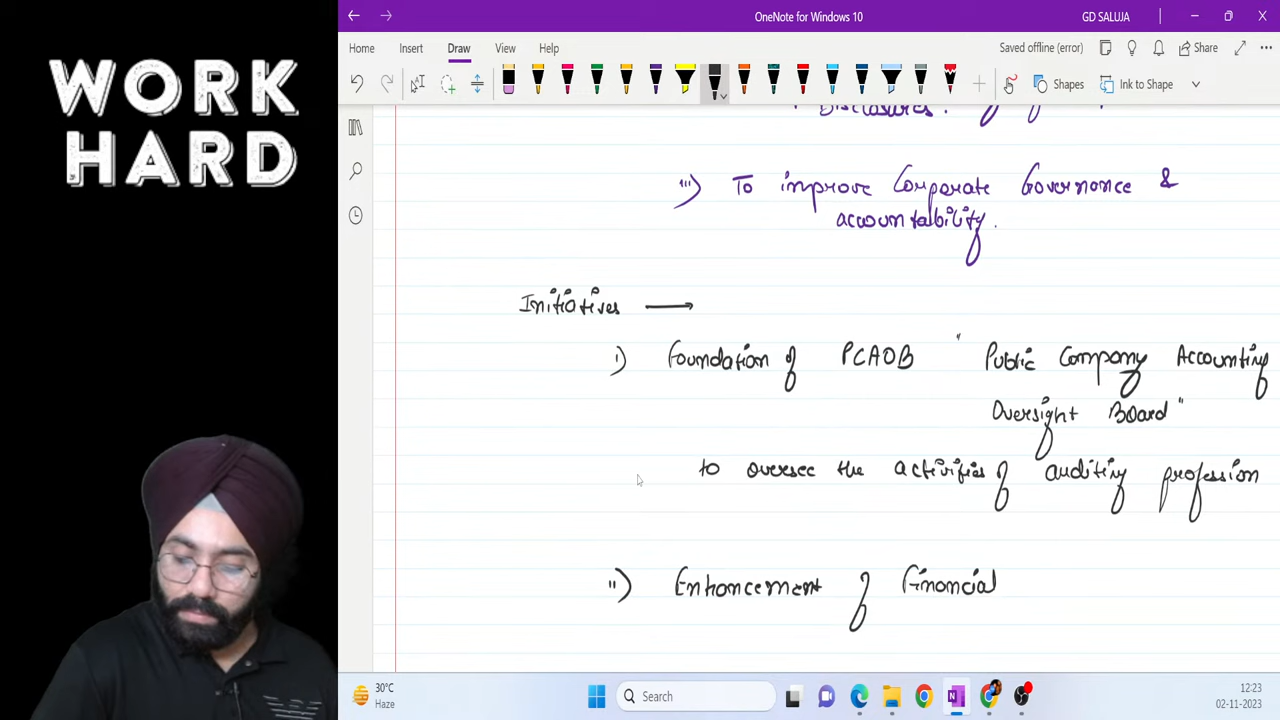 WORK
HARD
OneNote for Windows 10
GD SALUJA
Home Insert Draw View Help
Saved offline (error)
Share
Shapes
Ink to Shape
Disclosures.
iii) To improve Corporate Governance &
accountability.
Initiatives →
i) Foundation of PCAOB " Public Company Accounting
Oversight Board"
to oversee the activities of auditing profession
ii) Enhancement of Financial
30°C
Haze
Search
12:23
02-11-2023